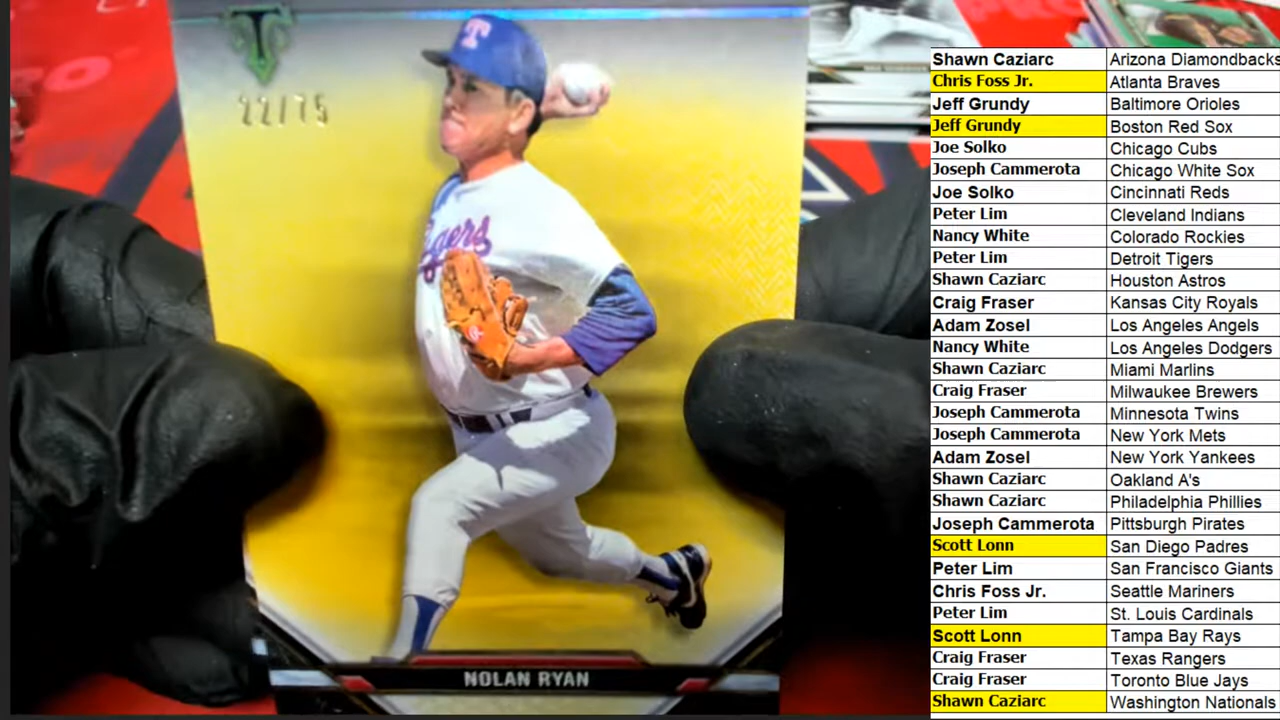 22/75
T
Rangers
NOLAN RYAN
Shawn Caziarc Arizona Diamondbacks
Chris Foss Jr. Atlanta Braves
Jeff Grundy Baltimore Orioles
Jeff Grundy Boston Red Sox
Joe Solko Chicago Cubs
Joseph Cammerota Chicago White Sox
Joe Solko Cincinnati Reds
Peter Lim Cleveland Indians
Nancy White Colorado Rockies
Peter Lim Detroit Tigers
Shawn Caziarc Houston Astros
Craig Fraser Kansas City Royals
Adam Zosel Los Angeles Angels
Nancy White Los Angeles Dodgers
Shawn Caziarc Miami Marlins
Craig Fraser Milwaukee Brewers
Joseph Cammerota Minnesota Twins
Joseph Cammerota New York Mets
Adam Zosel New York Yankees
Shawn Caziarc Oakland A's
Shawn Caziarc Philadelphia Phillies
Joseph Cammerota Pittsburgh Pirates
Scott Lonn San Diego Padres
Peter Lim San Francisco Giants
Chris Foss Jr. Seattle Mariners
Peter Lim St. Louis Cardinals
Scott Lonn Tampa Bay Rays
Craig Fraser Texas Rangers
Craig Fraser Toronto Blue Jays
Shawn Caziarc Washington Nationals